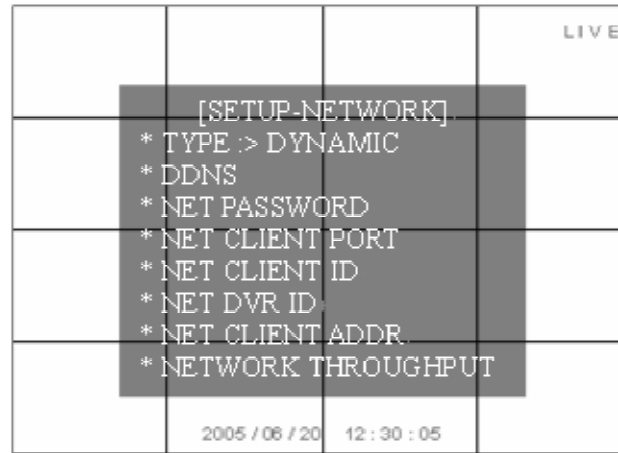 LIVE
[SETUP-NETWORK]
* TYPE :> DYNAMIC
* DDNS
* NET PASSWORD
* NET CLIENT PORT
* NET CLIENT ID
* NET DVR ID
* NET CLIENT ADDR.
* NETWORK THROUGHPUT
2005 / 06 / 20 12 : 30 : 05